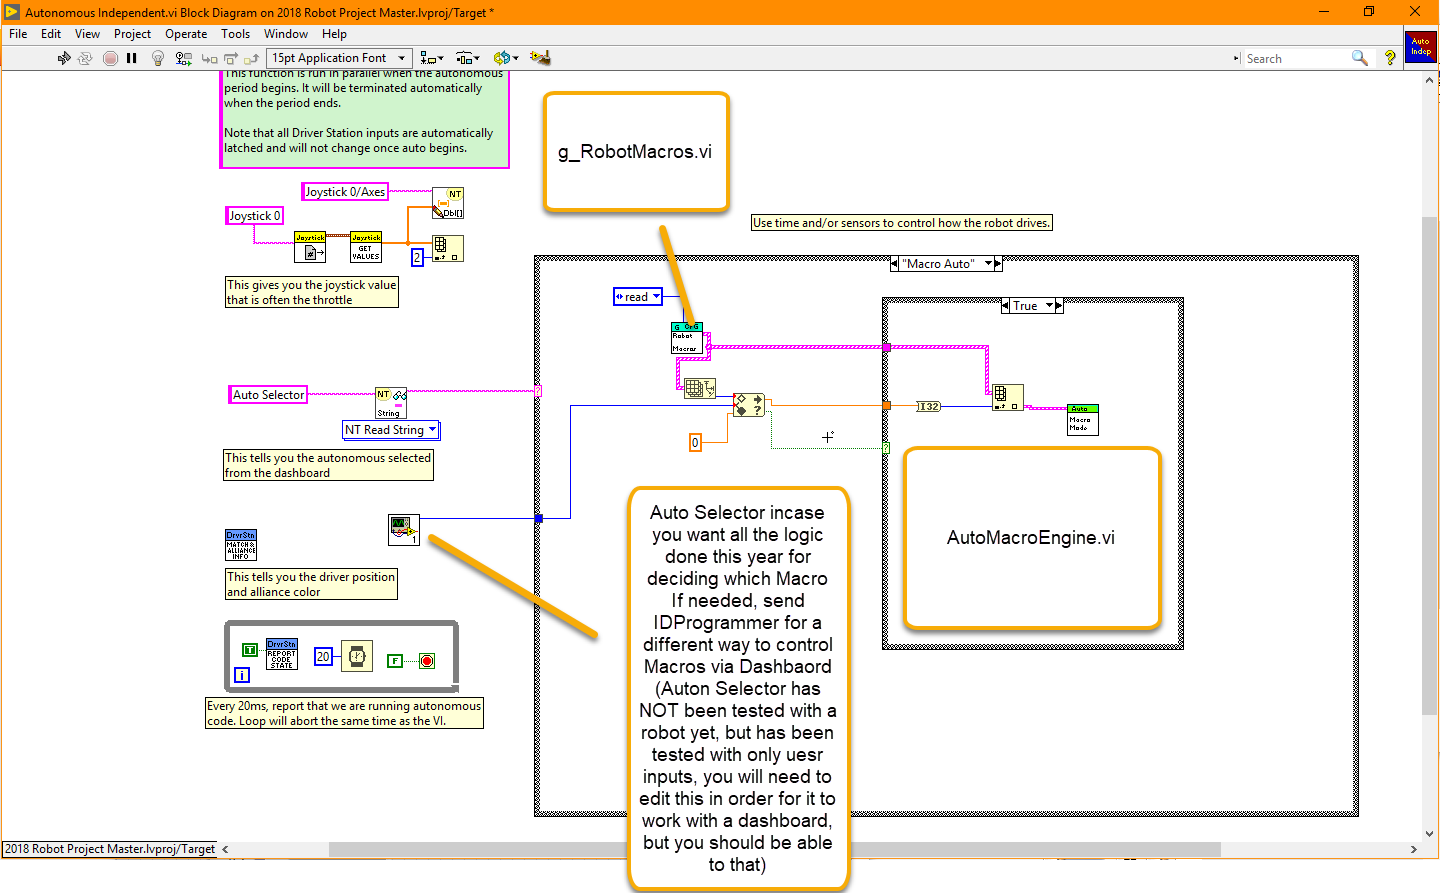 Autonomous Independent.vi Block Diagram on 2018 Robot Project Master.lvproj/Target *
File Edit View Project Operate Tools Window Help
15pt Application Font
Search
Auto
Indep
This function is run in parallel when the autonomous
period begins. It will be terminated automatically
when the period ends.
Note that all Driver Station inputs are automatically
latched and will not change once auto begins.
g_RobotMacros.vi
Joystick 0/Axes
NT
Dbl[]
Joystick 0
Joystick
#
Joystick
GET
VALUES
2
Use time and/or sensors to control how the robot drives.
This gives you the joystick value
that is often the throttle
"Macro Auto"
read
True
Robot
Macros
Auto Selector
NT
String
NT Read String
0
?
I32
Auto
Macro
Mode
This tells you the autonomous selected
from the dashboard
1
DrvrStn
MATCH &
ALLIANCE
INFO
This tells you the driver position
and alliance color
AutoMacroEngine.vi
Auto Selector incase
you want all the logic
done this year for
deciding which Macro
If needed, send
IDProgrammer for a
different way to control
Macros via Dashbaord
(Auton Selector has
NOT been tested with a
robot yet, but has been
tested with only uesr
inputs, you will need to
edit this in order for it to
work with a dashboard,
but you should be able
to that)
T
DrvrStn
REPORT
CODE
STATE
20
F
i
Every 20ms, report that we are running autonomous
code. Loop will abort the same time as the VI.
2018 Robot Project Master.lvproj/Target